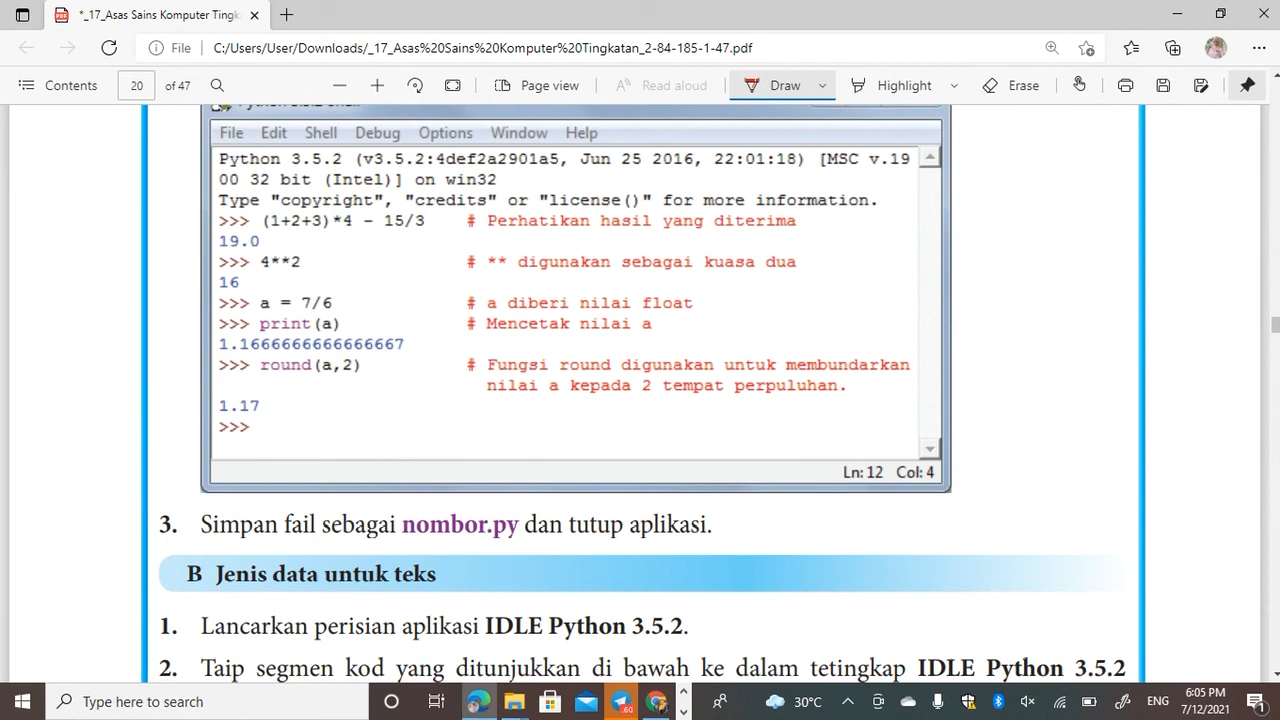 *_17_Asas Sains Komputer Tingk
File C:/Users/User/Downloads/_17_Asas%20Sains%20Komputer%20Tingkatan_2-84-185-1-47.pdf
Contents 20 of 47 Page view Read aloud Draw Highlight Erase
File Edit Shell Debug Options Window Help
Python 3.5.2 (v3.5.2:4def2a2901a5, Jun 25 2016, 22:01:18) [MSC v.19
00 32 bit (Intel)] on win32
Type "copyright", "credits" or "license()" for more information.
>>> (1+2+3)*4 - 15/3 # Perhatikan hasil yang diterima
19.0
>>> 4**2 # ** digunakan sebagai kuasa dua
16
>>> a = 7/6 # a diberi nilai float
>>> print(a) # Mencetak nilai a
1.1666666666666667
>>> round(a,2) # Fungsi round digunakan untuk membundarkan
nilai a kepada 2 tempat perpuluhan.
1.17
>>>
Ln: 12 Col: 4
3. Simpan fail sebagai nombor.py dan tutup aplikasi.
B Jenis data untuk teks
1. Lancarkan perisian aplikasi IDLE Python 3.5.2.
2. Taip segmen kod yang ditunjukkan di bawah ke dalam tetingkap IDLE Python 3.5.2
Type here to search 30°C ENG 6:05 PM
7/12/2021